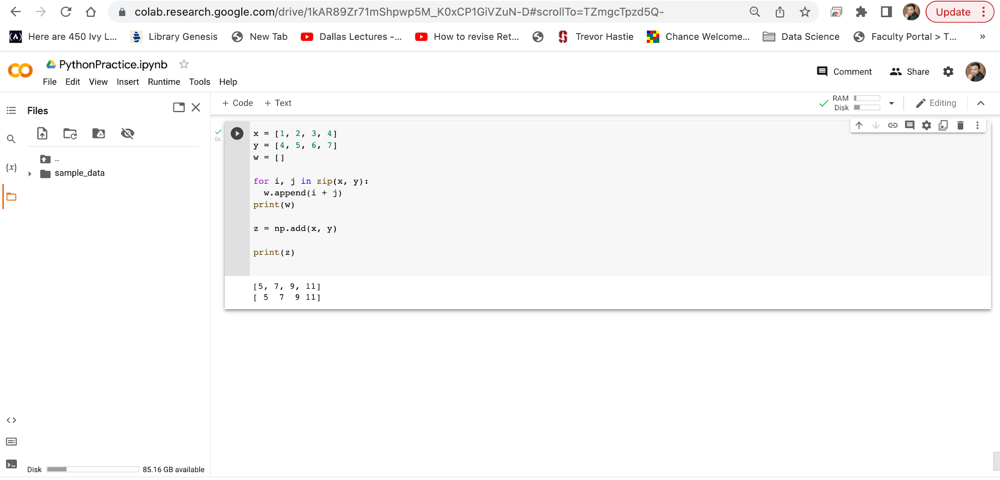 colab.research.google.com/drive/1kAR89Zr71mShpwp5M_K0xCP1GiVZuN-D#scrollTo=TZmgcTpzd5Q-
Update
Here are 450 Ivy L...
Library Genesis
New Tab
Dallas Lectures -...
How to revise Ret...
Trevor Hastie
Chance Welcome...
Data Science
Faculty Portal > T...
»
PythonPractice.ipynb
File Edit View Insert Runtime Tools Help
Comment
Share
Files
+ Code + Text
RAM
Disk
Editing
..
sample_data
{x}
0s
x = [1, 2, 3, 4]
y = [4, 5, 6, 7]
w = []
for i, j in zip(x, y):
  w.append(i + j)
print(w)
z = np.add(x, y)
print(z)
[5, 7, 9, 11]
[ 5  7  9 11]
Disk
85.16 GB available